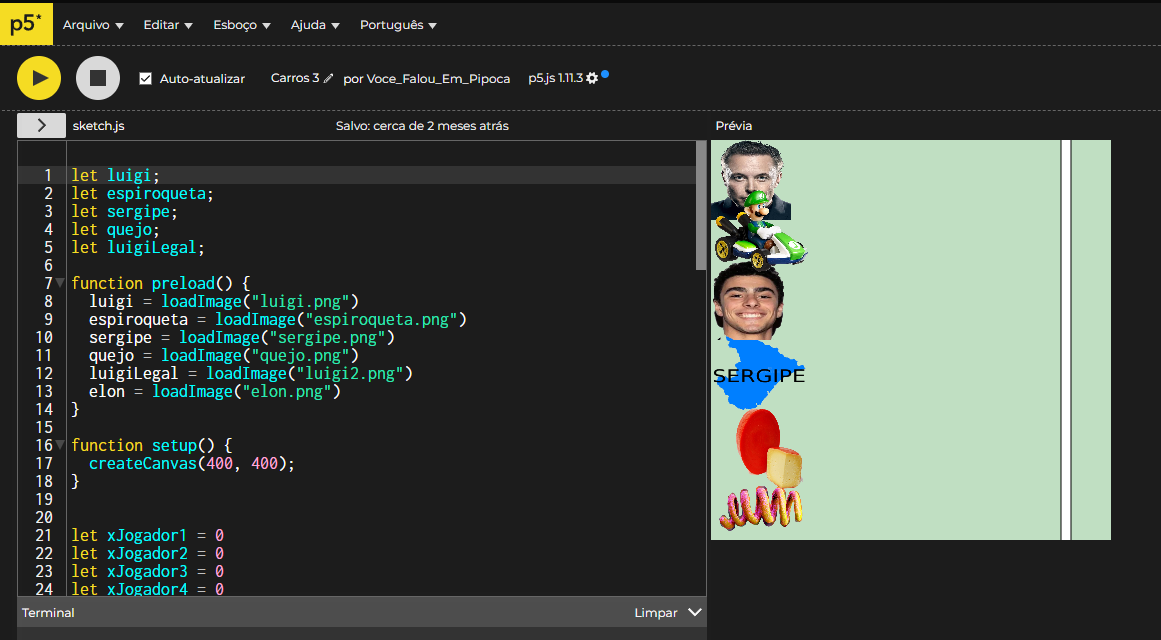 p5* Arquivo Editar Esboço Ajuda Português
Auto-atualizar Carros 3 por Voce_Falou_Em_Pipoca p5.js 1.11.3
sketch.js Salvo: cerca de 2 meses atrás Prévia
1 let luigi;
2 let espiroqueta;
3 let sergipe;
4 let quejo;
5 let luigiLegal;
6
7 function preload() {
8 luigi = loadImage("luigi.png")
9 espiroqueta = loadImage("espiroqueta.png")
10 sergipe = loadImage("sergipe.png")
11 quejo = loadImage("quejo.png")
12 luigiLegal = loadImage("luigi2.png")
13 elon = loadImage("elon.png")
14 }
15
16 function setup() {
17 createCanvas(400, 400);
18 }
19
20
21 let xJogador1 = 0
22 let xJogador2 = 0
23 let xJogador3 = 0
24 let xJogador4 = 0
SERGIPE
Terminal Limpar